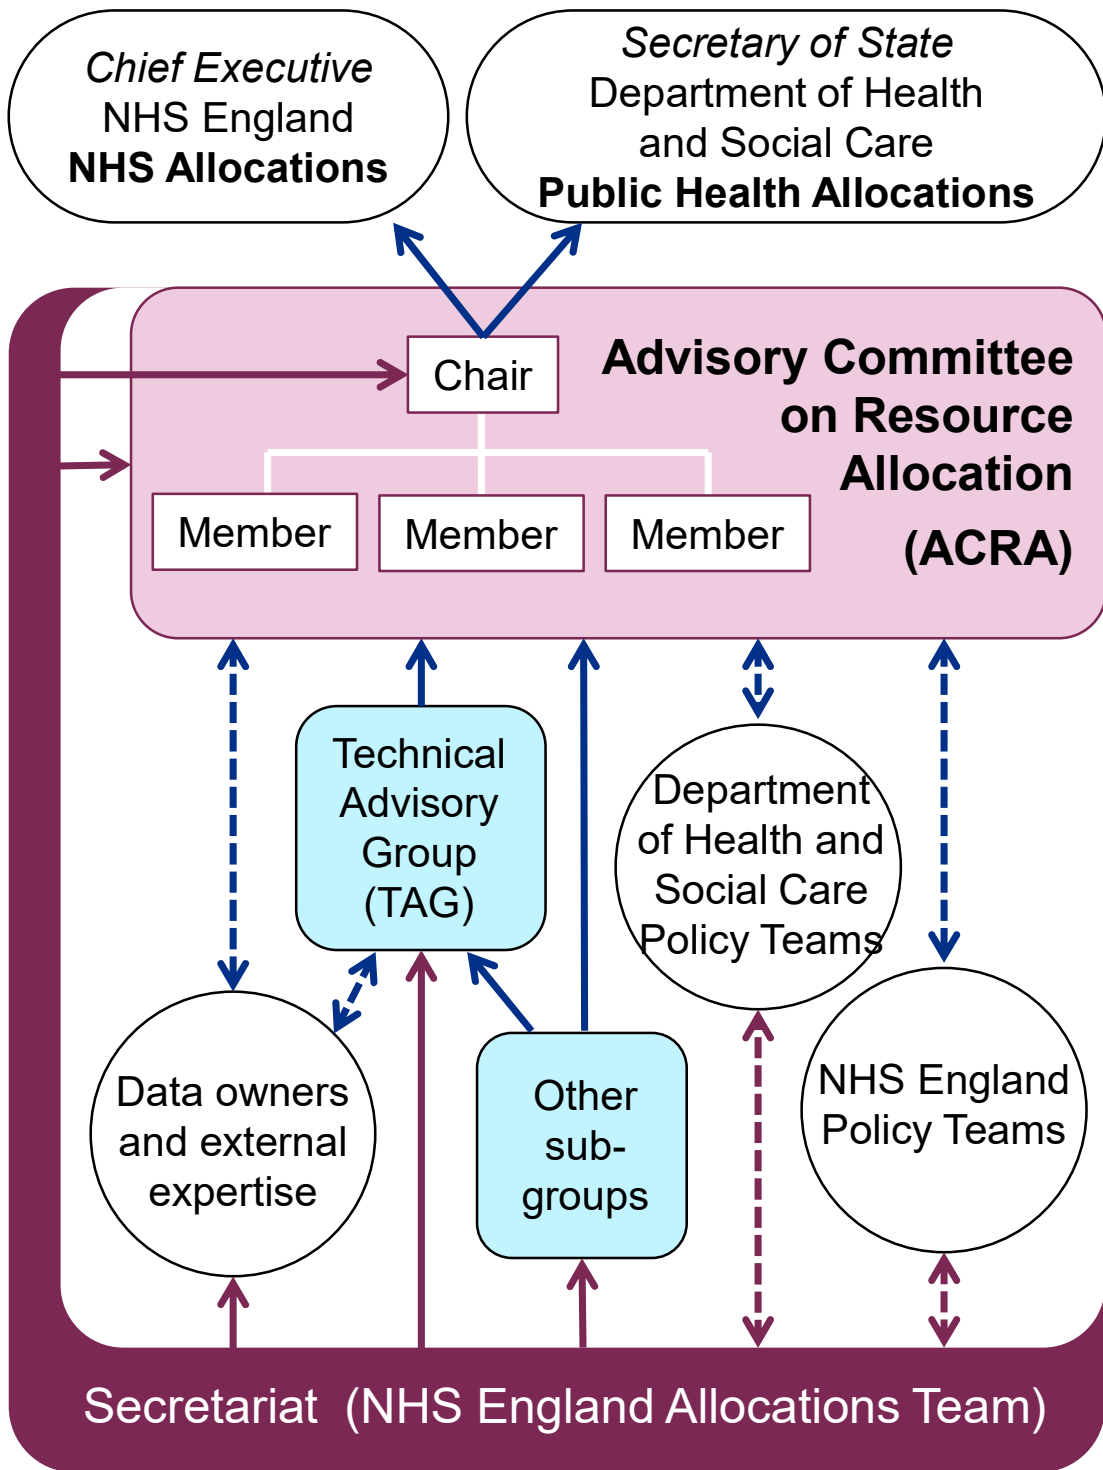 Chief Executive
NHS England
NHS Allocations
Secretary of State
Department of Health
and Social Care
Public Health Allocations
Advisory Committee
on Resource
Allocation
(ACRA)
Chair
Member
Member
Member
Technical
Advisory
Group
(TAG)
Department
of Health and
Social Care
Policy Teams
Data owners
and external
expertise
Other
sub-
groups
NHS England
Policy Teams
Secretariat (NHS England Allocations Team)